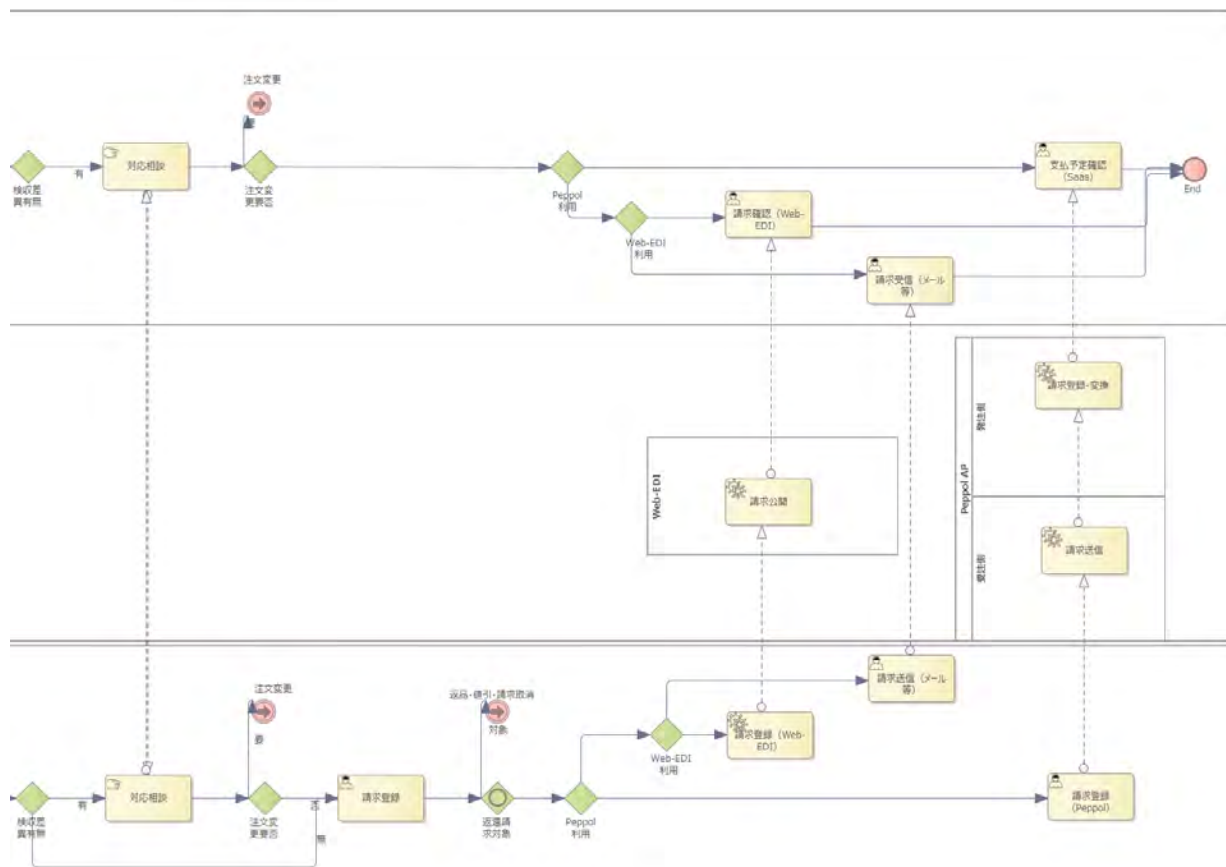 注文変更
要
検収差
異有無
有
対応相談
注文変
更要否
Peppol
利用
Web-EDI
利用
請求確認（Web-
EDI）
請求受信（メール
等）
支払予定確認
(Saas)
End
Web-EDI
請求公開
Peppol AP
発注側
請求登録・変換
受注側
請求送信
注文変更
要
検収差
異有無
有
対応相談
注文変
更要否
否
無
請求登録
返品・値引・請求取消
対象
返還請
求対象
Peppol
利用
Web-EDI
利用
請求登録（Web-
EDI）
請求送信（メール
等）
請求登録
(Peppol)